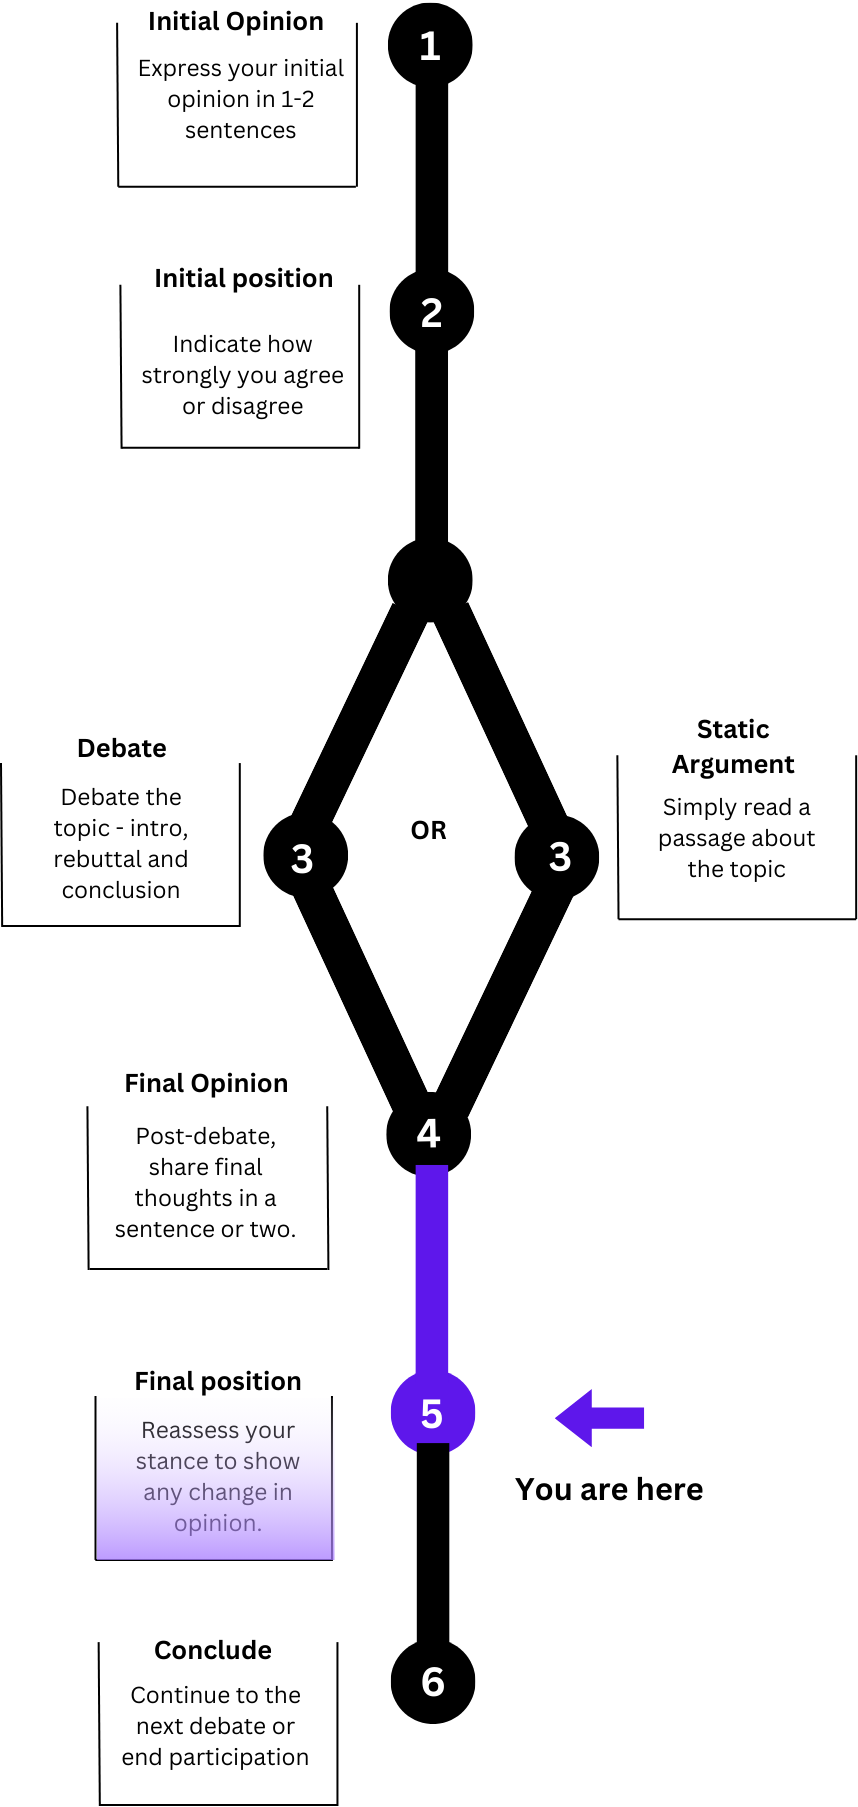 Initial Opinion
Express your initial
opinion in 1-2
sentences
1
Initial position
Indicate how
strongly you agree
or disagree
2
Debate
Debate the
topic - intro,
rebuttal and
conclusion
3
OR
3
Static
Argument
Simply read a
passage about
the topic
Final Opinion
Post-debate,
share final
thoughts in a
sentence or two.
4
Final position
Reassess your
stance to show
any change in
opinion.
5
You are here
Conclude
Continue to the
next debate or
end participation
6